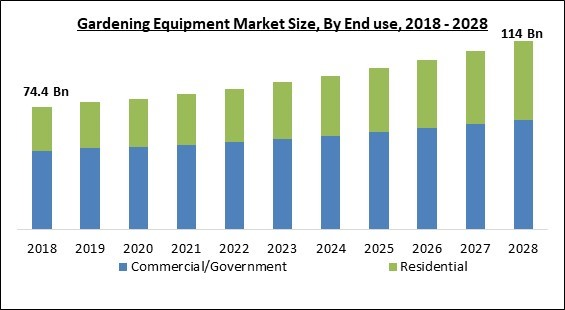 Gardening Equipment Market Size, By End use, 2018 - 2028
114 Bn
74.4 Bn
2018 2019 2020 2021 2022 2023 2024 2025 2026 2027 2028
Commercial/Government Residential